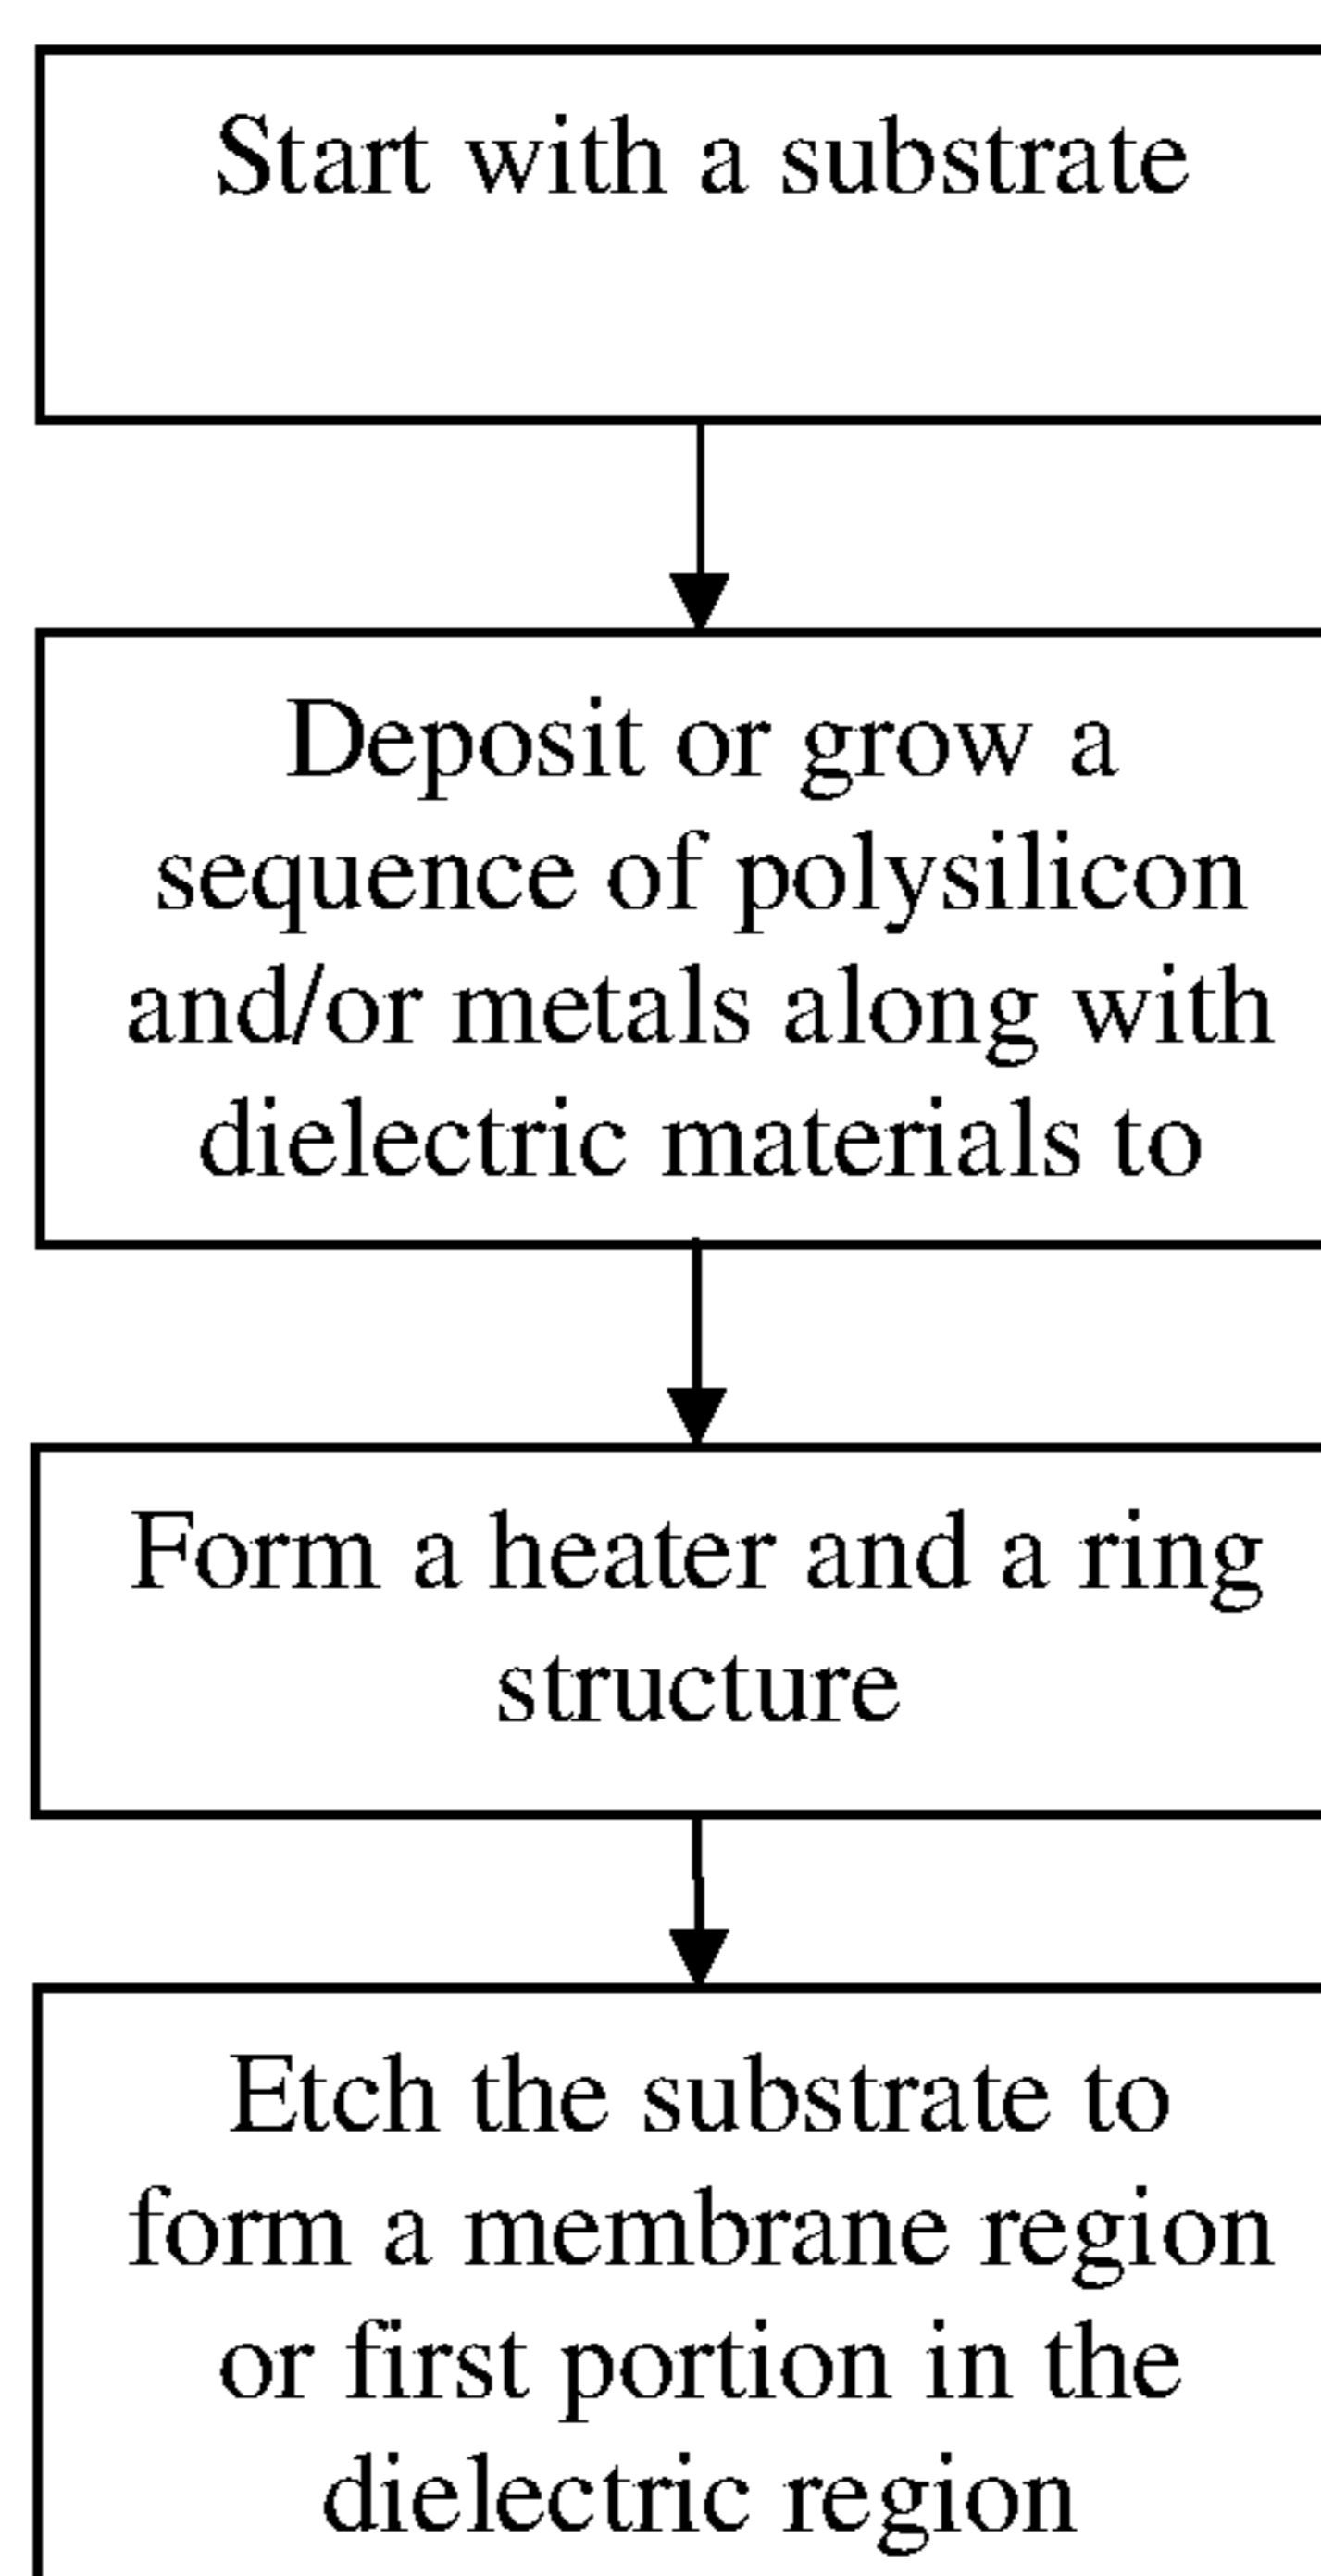 Start with a substrate
Deposit or grow a
sequence of polysilicon
and/or metals along with
dielectric materials to
Form a heater and a ring
structure
Etch the substrate to
form a membrane region
or first portion in the
dielectric region